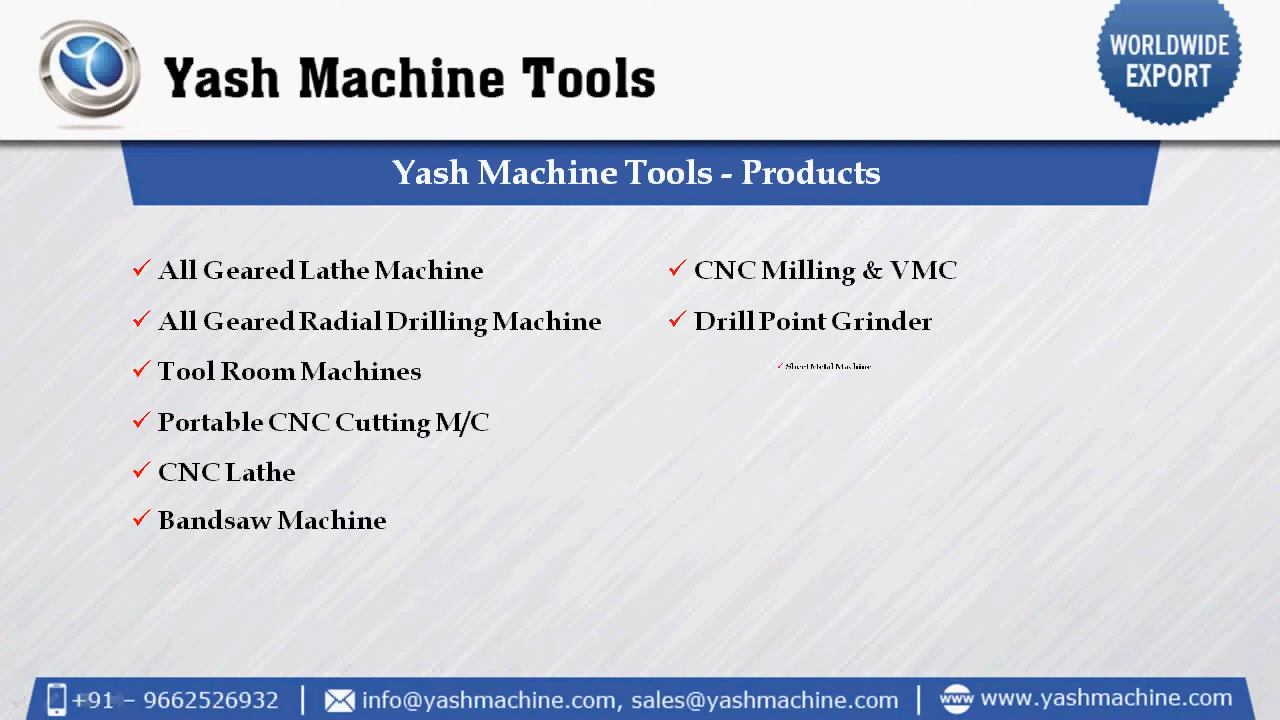 Yash Machine Tools
WORLDWIDE
EXPORT
Yash Machine Tools - Products
All Geared Lathe Machine
All Geared Radial Drilling Machine
Tool Room Machines
Portable CNC Cutting M/C
CNC Lathe
Bandsaw Machine
CNC Milling & VMC
Drill Point Grinder
Sheet Metal Machine
+91 – 9662526932 | info@yashmachine.com, sales@yashmachine.com | www.yashmachine.com